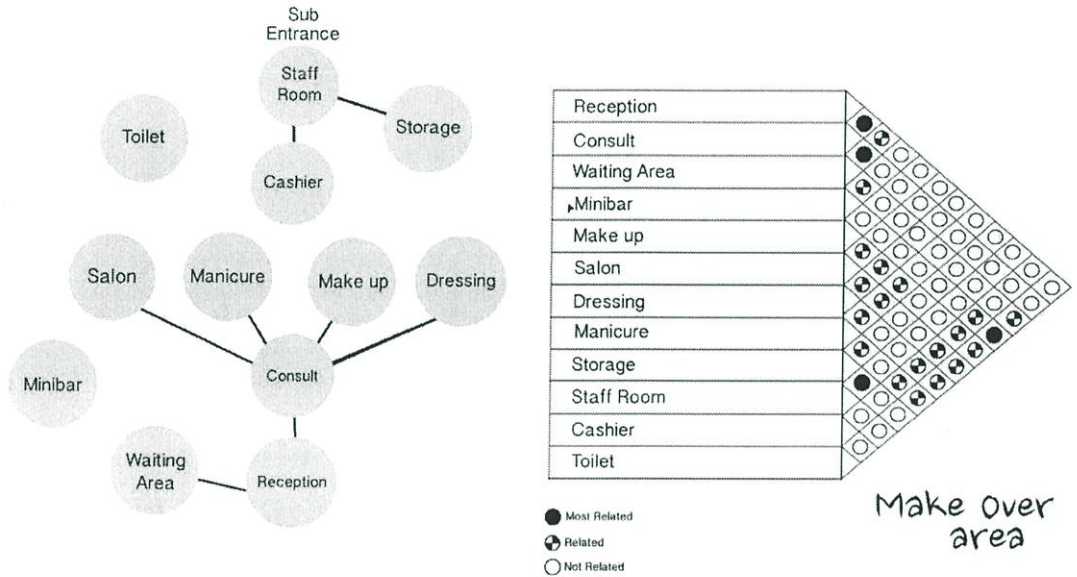 Sub
Entrance
Staff
Room
Toilet
Storage
Cashier
Salon
Manicure
Make up
Dressing
Minibar
Consult
Waiting
Area
Reception
Reception
Consult
Waiting Area
Minibar
Make up
Salon
Dressing
Manicure
Storage
Staff Room
Cashier
Toilet
Most Related
Related
Not Related
Make Over
area